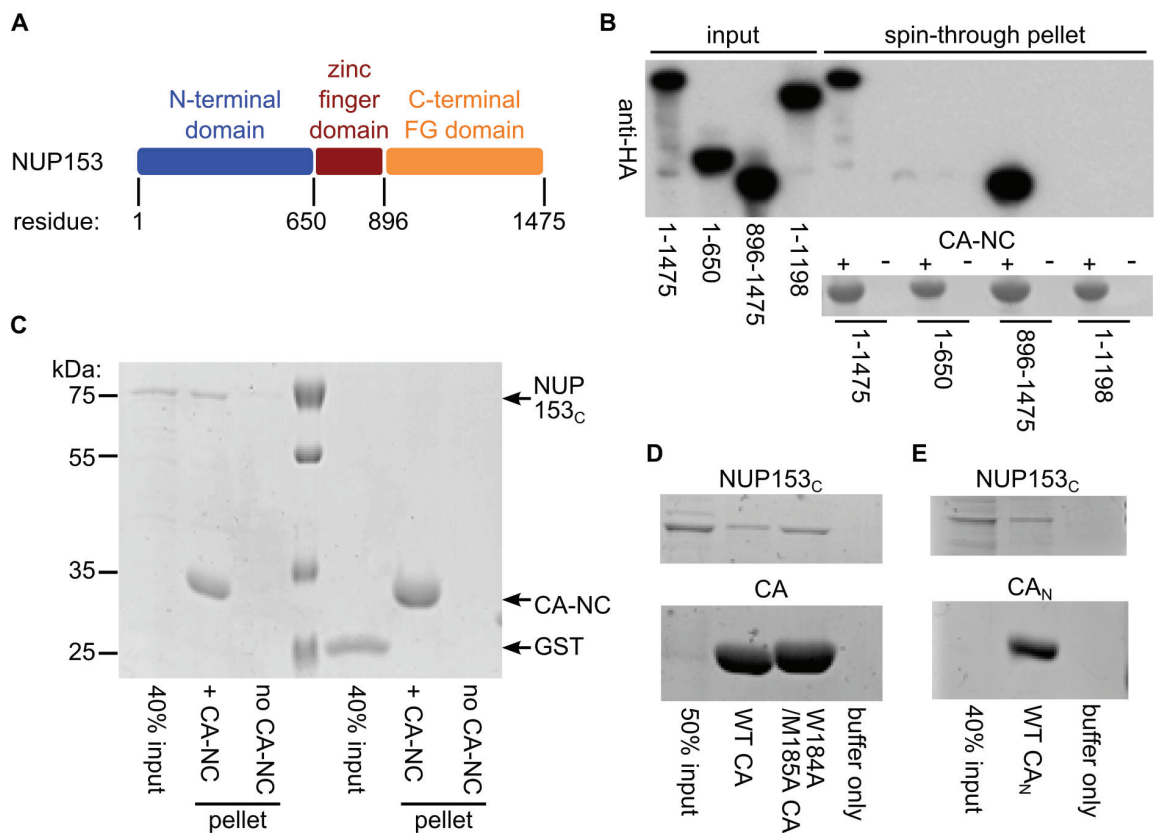 A
N-terminal
domain
zinc
finger
domain
C-terminal
FG domain
NUP153
residue:
1
650
896
1475
B
input
spin-through pellet
anti-HA
1-1475
1-650
896-1475
1-1198
CA-NC
+ - + - + - + -
1-1475
1-650
896-1475
1-1198
C
kDa:
75
55
35
25
NUP
153C
CA-NC
GST
40% input
+ CA-NC
no CA-NC
40% input
+ CA-NC
no CA-NC
pellet
pellet
D
NUP153C
CA
50% input
WT CA
W184A
/M185A CA
buffer only
E
NUP153C
CAN
40% input
WT CAN
buffer only